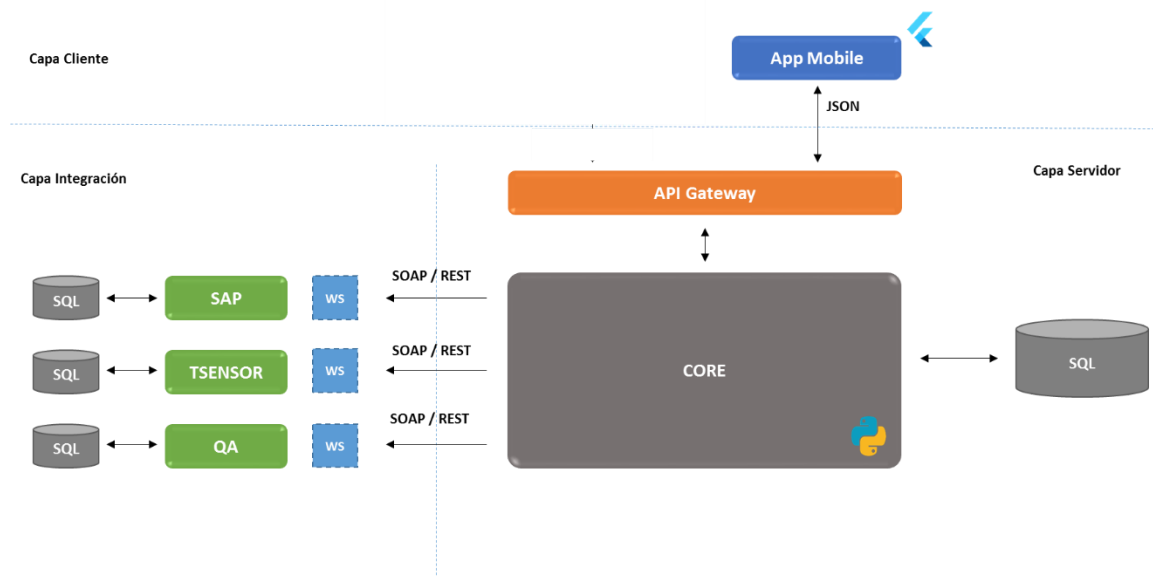 Capa Cliente
App Mobile
JSON
Capa Integración
Capa Servidor
API Gateway
SOAP / REST
SQL
SAP
WS
SOAP / REST
SQL
TSENSOR
WS
CORE
SQL
SOAP / REST
SQL
QA
WS